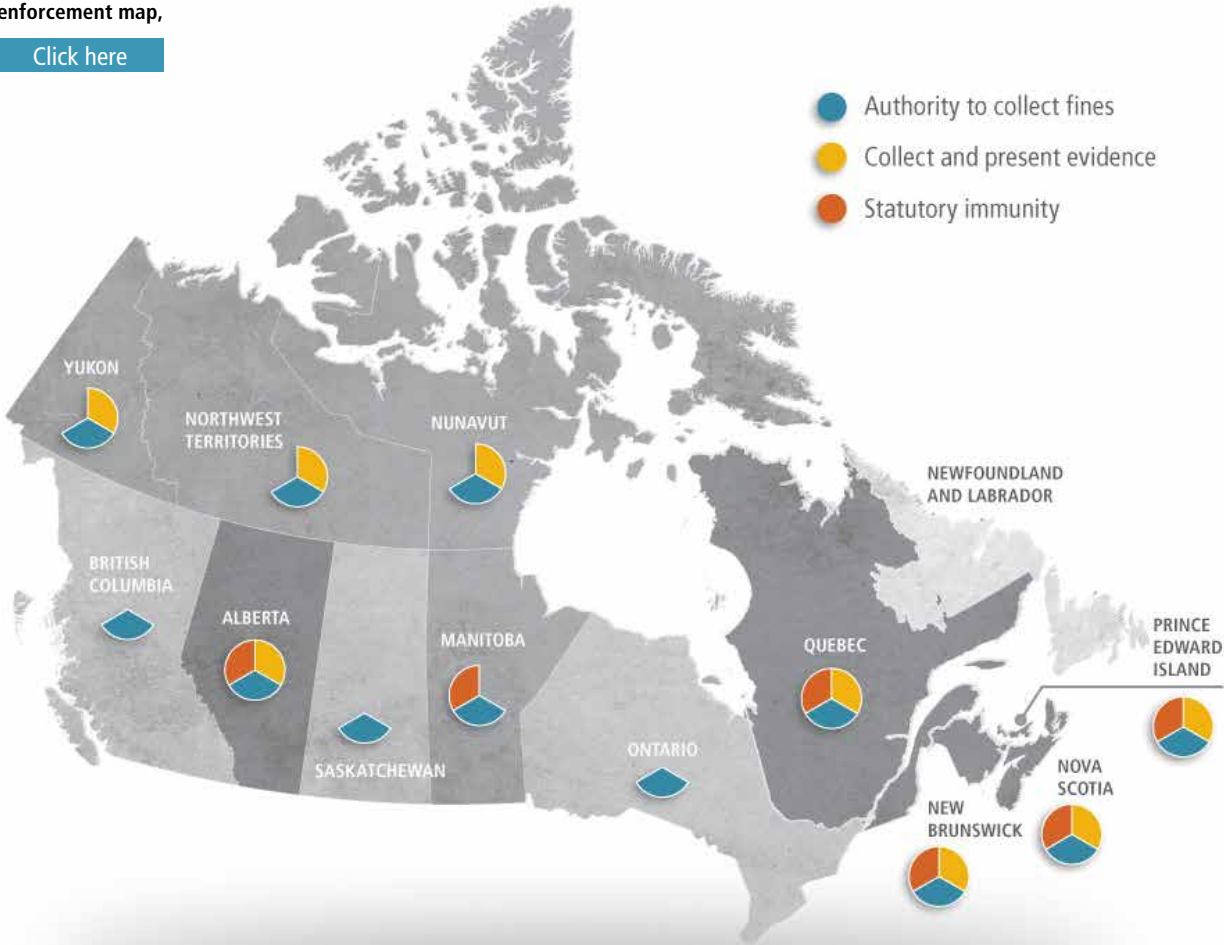 enforcement map,
Click here
Authority to collect fines
Collect and present evidence
Statutory immunity
YUKON
NORTHWEST
TERRITORIES
NUNAVUT
NEWFOUNDLAND
AND LABRADOR
BRITISH
COLUMBIA
ALBERTA
MANITOBA
QUEBEC
PRINCE
EDWARD
ISLAND
SASKATCHEWAN
ONTARIO
NOVA
SCOTIA
NEW
BRUNSWICK